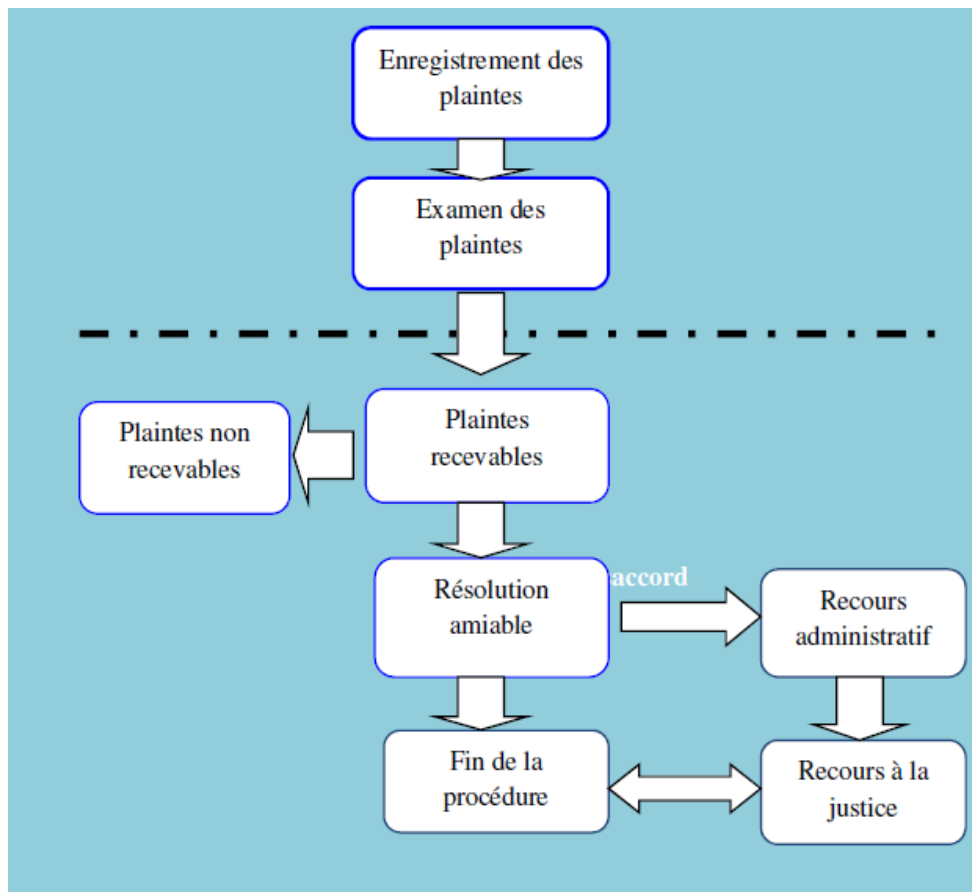 Enregistrement des
plaintes
Examen des
plaintes
Plaintes non
recevables
Plaintes
recevables
Résolution
amiable
accord
Recours
administratif
Fin de la
procédure
Recours à la
justice